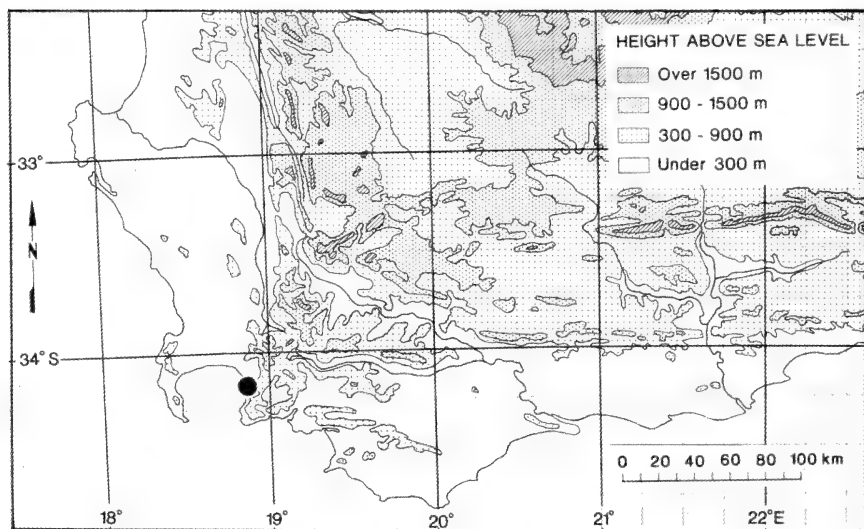 HEIGHT ABOVE SEA LEVEL
Over 1500 m
900 - 1500 m
300 - 900 m
Under 300 m
33°
N
34°S
0 20 40 60 80 100 km
18° 19° 20° 21° 22°E